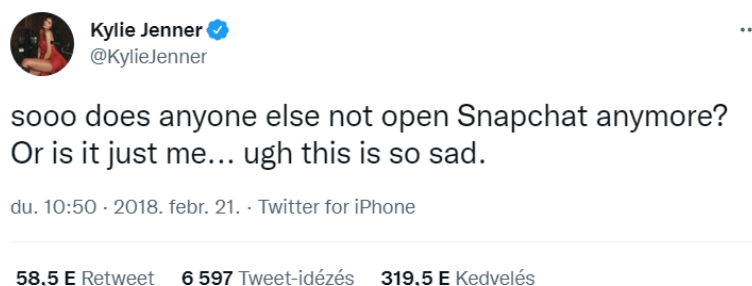 Kylie Jenner
@KylieJenner
sooo does anyone else not open Snapchat anymore?
Or is it just me... ugh this is so sad.
du. 10:50 · 2018. febr. 21. · Twitter for iPhone
58,5 E Retweet 6 597 Tweet-idézés 319,5 E Kedvelés